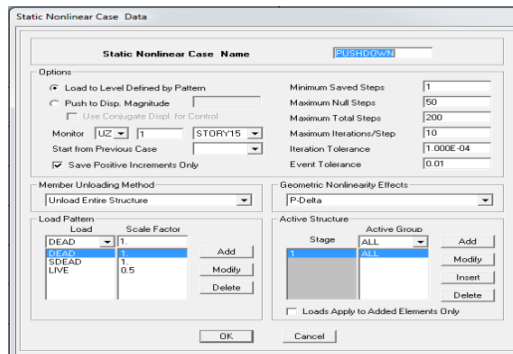 Static Nonlinear Case Data
Static Nonlinear Case Name PUSHDOWN
Options
Load to Level Defined by Pattern
Push to Disp. Magnitude
Use Conjugate Displ. for Control
Monitor UZ 1 STORY15
Start from Previous Case
Save Positive Increments Only
Minimum Saved Steps 1
Maximum Null Steps 50
Maximum Total Steps 200
Maximum Iterations/Step 10
Iteration Tolerance 1.000E-04
Event Tolerance 0.01
Member Unloading Method
Unload Entire Structure
Geometric Nonlinearity Effects
P-Delta
Load Pattern
Load Scale Factor
DEAD 1.
DEAD 1.
SDEAD 1.
LIVE 0.5
Add
Modify
Delete
Active Structure
Active Group
Stage ALL
1 ALL
Add
Modify
Insert
Delete
Loads Apply to Added Elements Only
OK Cancel